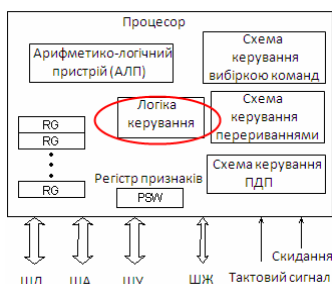 Процесор
Арифметико-логічний
пристрій (АЛП)
Схема
керування
вибіркою команд
Логіка
керування
Схема
керування
перериваннями
RG
RG
RG
Регістр признаків
PSW
Схема керування
ПДП
Скидання
ШД
ША
ШУ
ШЖ
Тактовий сигнал